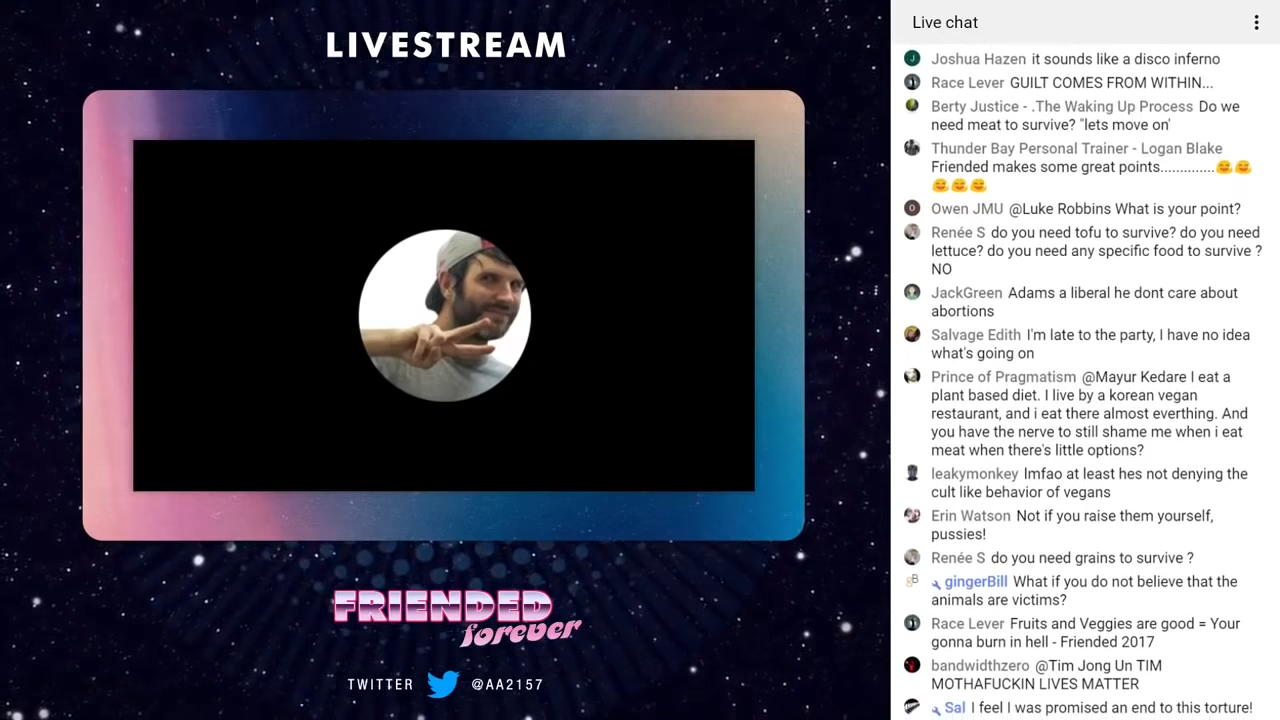 LIVESTREAM
FRIENDED
forever
TWITTER @AA2157
Live chat
J Joshua Hazen it sounds like a disco inferno
Race Lever GUILT COMES FROM WITHIN...
Berty Justice - .The Waking Up Process Do we
need meat to survive? "lets move on'
Thunder Bay Personal Trainer - Logan Blake
Friended makes some great points..............
O Owen JMU @Luke Robbins What is your point?
Renée S do you need tofu to survive? do you need
lettuce? do you need any specific food to survive ?
NO
JackGreen Adams a liberal he dont care about
abortions
Salvage Edith I'm late to the party, I have no idea
what's going on
Prince of Pragmatism @Mayur Kedare I eat a
plant based diet. I live by a korean vegan
restaurant, and i eat there almost everthing. And
you have the nerve to still shame me when i eat
meat when there's little options?
leakymonkey lmfao at least hes not denying the
cult like behavior of vegans
Erin Watson Not if you raise them yourself,
pussies!
Renée S do you need grains to survive ?
gB gingerBill What if you do not believe that the
animals are victims?
Race Lever Fruits and Veggies are good = Your
gonna burn in hell - Friended 2017
bandwidthzero @Tim Jong Un TIM
MOTHAFUCKIN LIVES MATTER
Sal I feel I was promised an end to this torture!